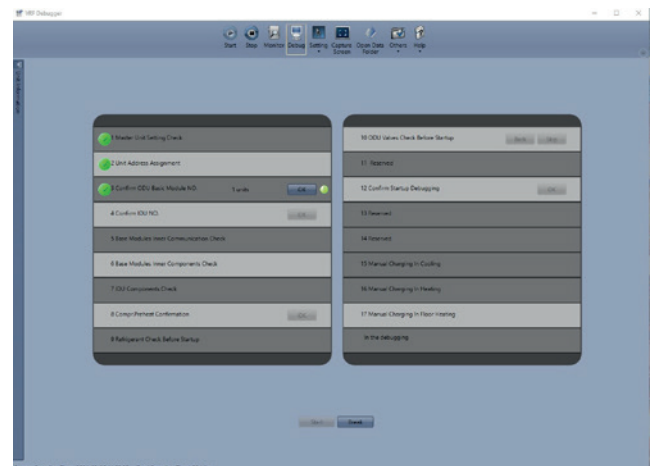 VRF Debugger
Start Stop Monitor Debug Setting Capture Screen Open Data Folder Others Help
1 Master Unit Setting Check
2 Unit Address Assignment
3 Confirm ODU Basic Module NO. 1 units OK
4 Confirm IDU NO. OK
5 Base Modules Inner Communication Check
6 Base Modules Inner Components Check
7 IDU Components Check
8 Compr.Preheat Confirmation OK
9 Refrigerant Check Before Startup
10 ODU Valves Check Before Startup Back Skip
11 Reserved
12 Confirm Startup Debugging OK
13 Reserved
14 Reserved
15 Manual Charging In Cooling
16 Manual Charging In Heating
17 Manual Charging In Floor Heating
In the debugging
Start